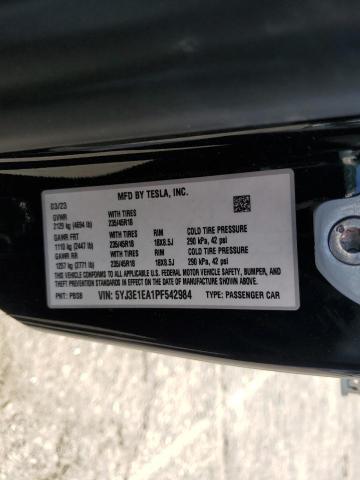 MFD BY TESLA, INC.
03/23
GVWR
2129 kg (4694 lb)
WITH TIRES
235/45R18
GAWR FRT
1110 kg (2447 lb)
WITH TIRES
235/45R18
RIM
18X8.5J
COLD TIRE PRESSURE
290 kPa, 42 psi
GAWR RR
1257 kg (2771 lb)
WITH TIRES
235/45R18
RIM
18X8.5J
COLD TIRE PRESSURE
290 kPa, 42 psi
THIS VEHICLE CONFORMS TO ALL APPLICABLE U.S. FEDERAL MOTOR VEHICLE SAFETY, BUMPER, AND
THEFT PREVENTION STANDARDS IN EFFECT ON THE DATE OF MANUFACTURE SHOWN ABOVE.
PNT: PBSB VIN: 5YJ3E1EA1PF542984 TYPE: PASSENGER CAR